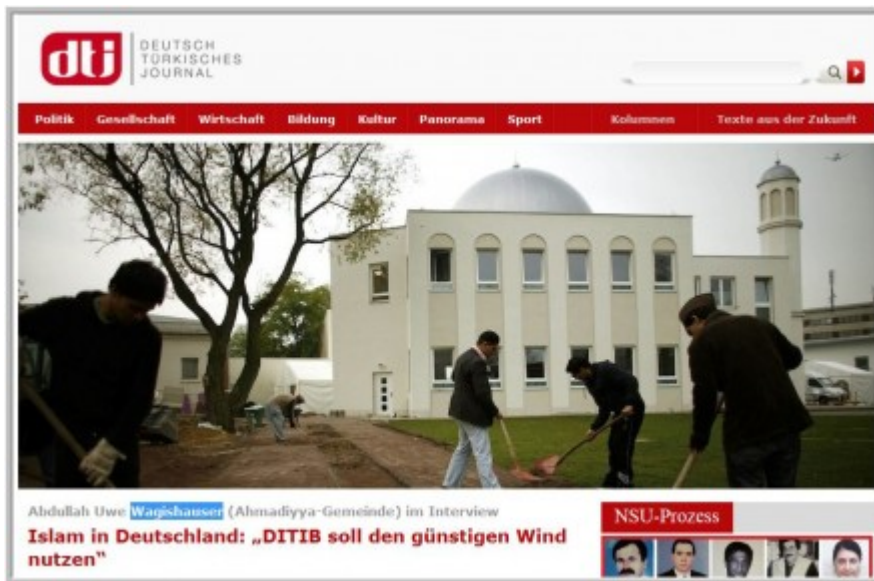 dtj
DEUTSCH
TÜRKISCHES
JOURNAL
Politik Gesellschaft Wirtschaft Bildung Kultur Panorama Sport Kolumnen Texte aus der Zukunft
Abdullah Uwe Wagishauser (Ahmadiyya-Gemeinde) im Interview
Islam in Deutschland: „DITIB soll den günstigen Wind
nutzen“
NSU-Prozess